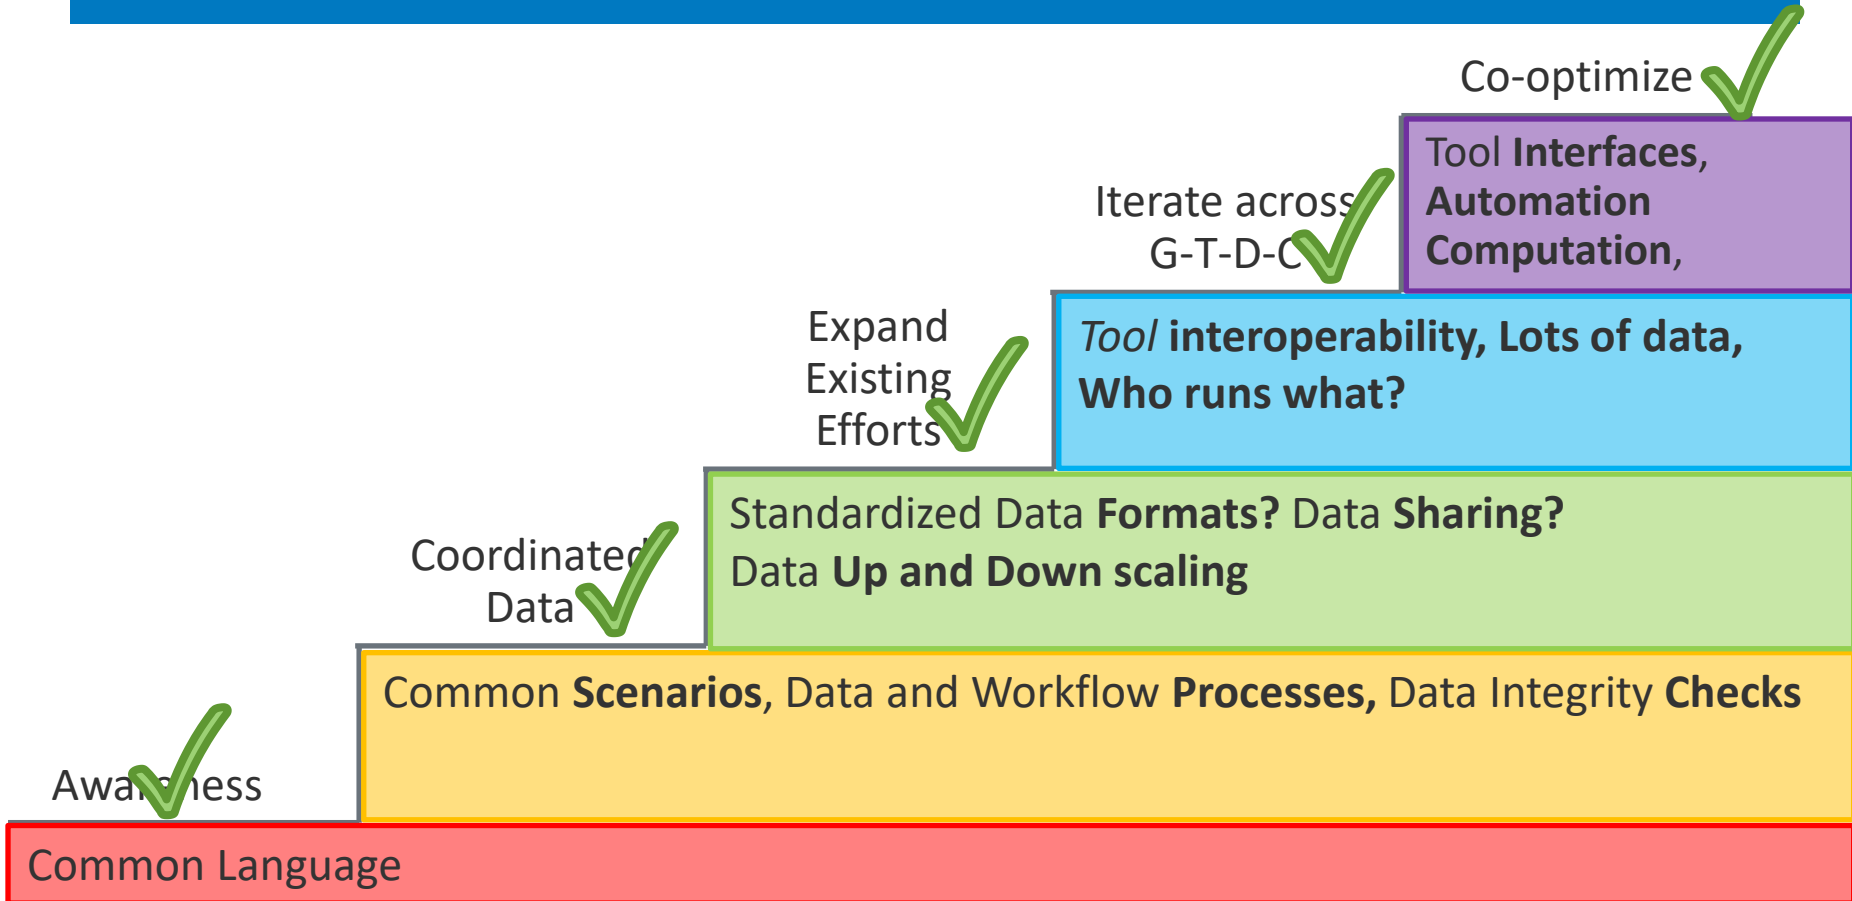 Co-optimize
Tool Interfaces,
Automation
Computation,
Iterate across
G-T-D-C
Tool interoperability, Lots of data,
Who runs what?
Expand
Existing
Efforts
Standardized Data Formats? Data Sharing?
Data Up and Down scaling
Coordinated
Data
Common Scenarios, Data and Workflow Processes, Data Integrity Checks
Awareness
Common Language